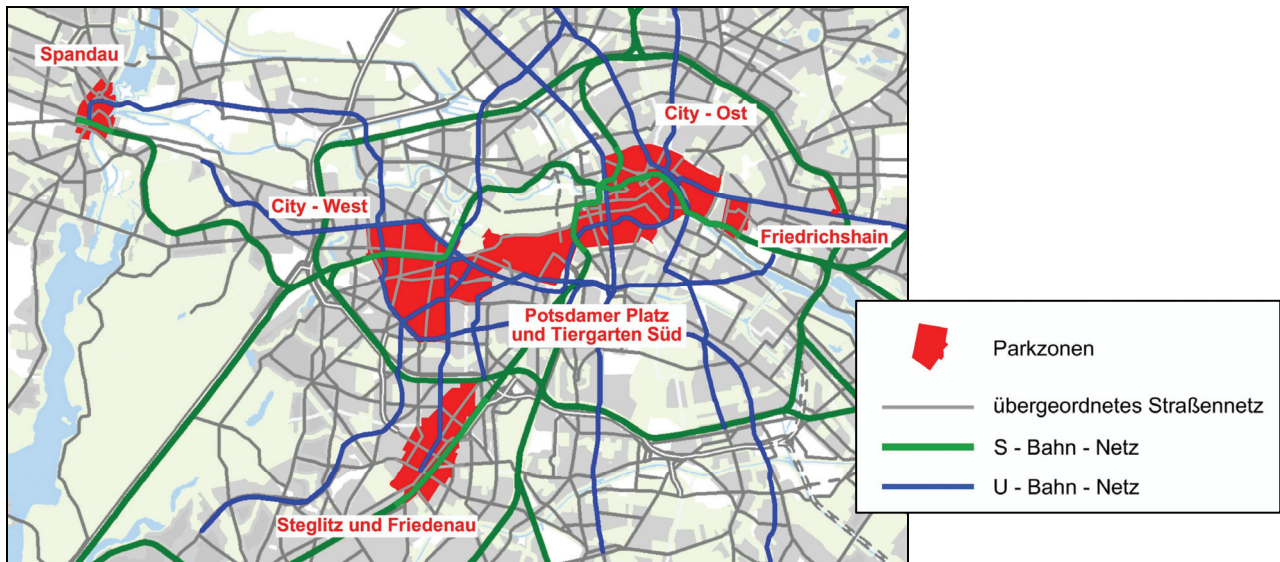 Spandau
City - Ost
City - West
Friedrichshain
Potsdamer Platz
und Tiergarten Süd
Steglitz und Friedenau
Parkzonen
übergeordnetes Straßennetz
S - Bahn - Netz
U - Bahn - Netz